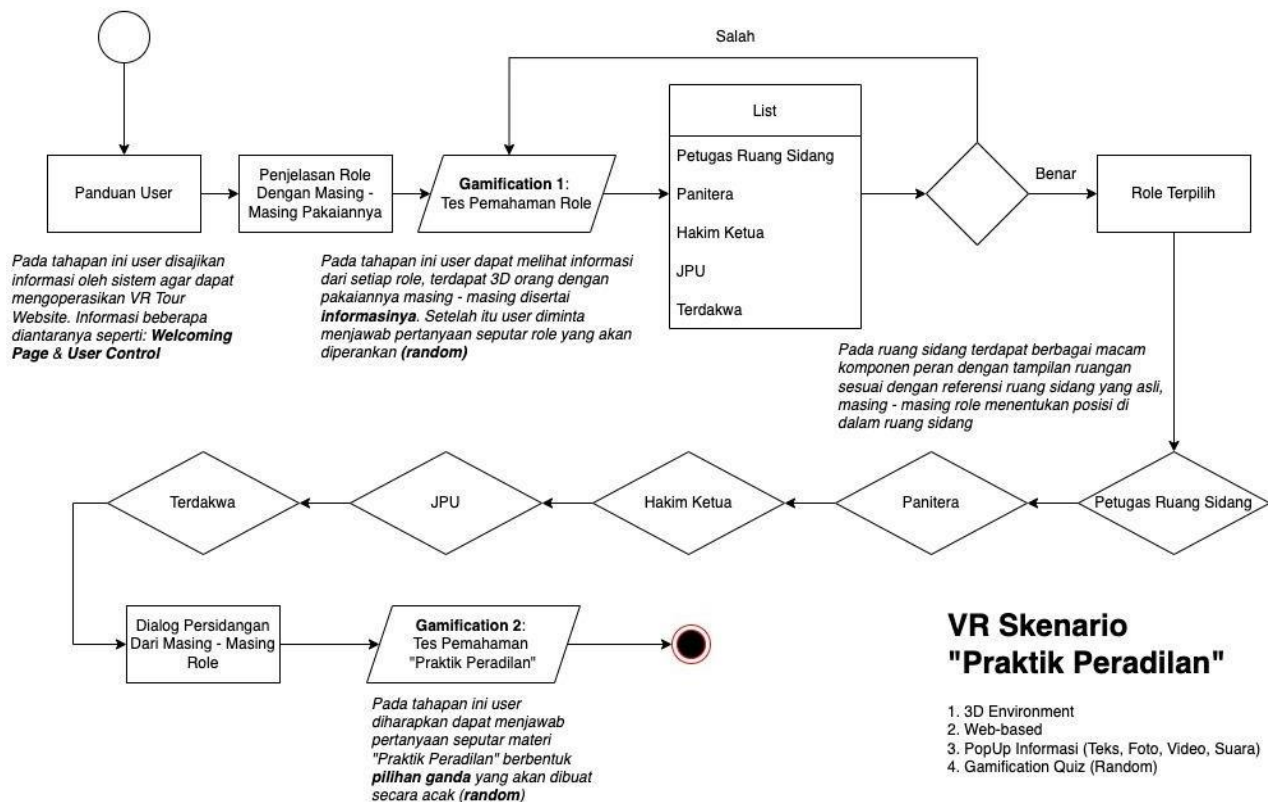 Salah
List
Panduan User
Penjelasan Role
Dengan Masing -
Masing Pakaiannya
Gamification 1:
Tes Pemahaman Role
Petugas Ruang Sidang
Panitera
Hakim Ketua
JPU
Terdakwa
Benar
Role Terpilih
Pada tahapan ini user disajikan
informasi oleh sistem agar dapat
mengoperasikan VR Tour
Website. Informasi beberapa
diantaranya seperti: Welcoming
Page & User Control
Pada tahapan ini user dapat melihat informasi
dari setiap role, terdapat 3D orang dengan
pakaiannya masing - masing disertai
informasinya. Setelah itu user diminta
menjawab pertanyaan seputar role yang akan
diperankan (random)
Pada ruang sidang terdapat berbagai macam
komponen peran dengan tampilan ruangan
sesuai dengan referensi ruang sidang yang asli,
masing - masing role menentukan posisi di
dalam ruang sidang
Terdakwa
JPU
Hakim Ketua
Panitera
Petugas Ruang Sidang
Dialog Persidangan
Dari Masing - Masing
Role
Gamification 2:
Tes Pemahaman
"Praktik Peradilan"
Pada tahapan ini user
diharapkan dapat menjawab
pertanyaan seputar materi
"Praktik Peradilan" berbentuk
pilihan ganda yang akan dibuat
secara acak (random)
VR Skenario
"Praktik Peradilan"
1. 3D Environment
2. Web-based
3. PopUp Informasi (Teks, Foto, Video, Suara)
4. Gamification Quiz (Random)